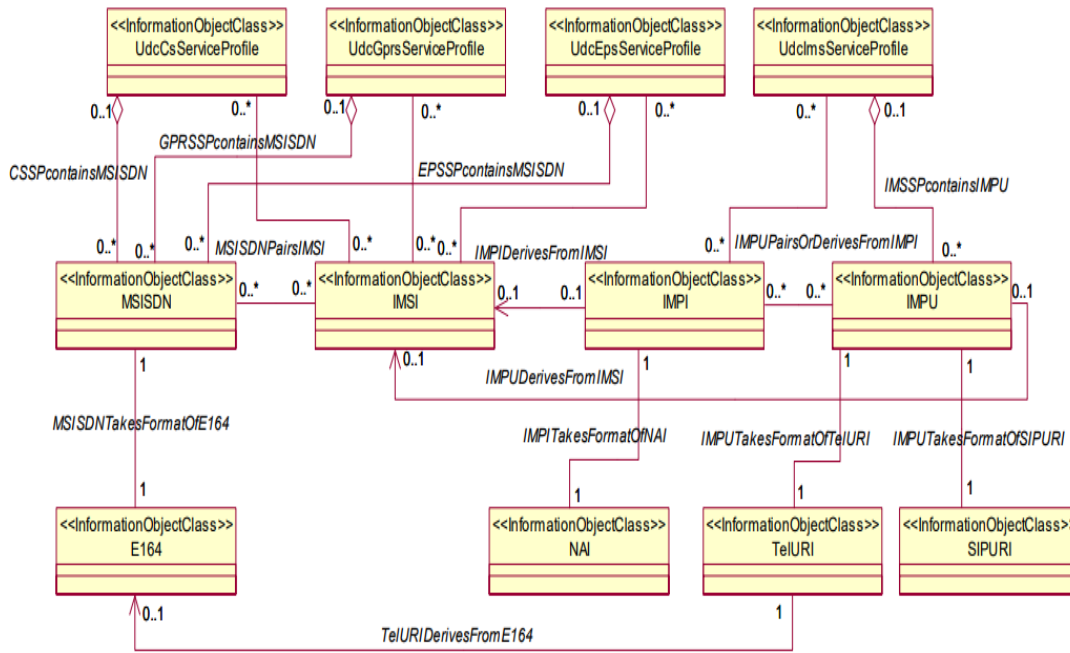 <<InformationObjectClass>>
UdcCsServiceProfile
<<InformationObjectClass>>
UdcGprsServiceProfile
<<InformationObjectClass>>
UdcEpsServiceProfile
<<InformationObjectClass>>
UdcImsServiceProfile
0..1
0..*
0..1
0..*
0..1
0..*
0..*
0..1
GPRSSPcontainsMSISDN
CSSPcontainsMSISDN
EPSSPcontainsMSISDN
IMSSPcontainsIMPU
0..*
0..*
0..*
MSISDNPairsIMSI
0..*
0..*
0..*
IMPIDerivesFromIMSI
0..*
IMPUPairsOrDerivesFromIMPI
0..*
<<InformationObjectClass>>
MSISDN
<<InformationObjectClass>>
IMSI
<<InformationObjectClass>>
IMPI
<<InformationObjectClass>>
IMPU
0..*
0..*
0..1
0..1
0..*
0..*
0..1
1
0..1
IMPUDerivesFromIMSI
1
1
1
MSISDNTakesFormatOfE164
IMPITakesFormatOfNAI
IMPUTakesFormatOfTelURI
IMPUTakesFormatOfSIPURI
1
1
1
1
<<InformationObjectClass>>
E164
<<InformationObjectClass>>
NAI
<<InformationObjectClass>>
TelURI
<<InformationObjectClass>>
SIPURI
0..1
1
TelURIDerivesFromE164